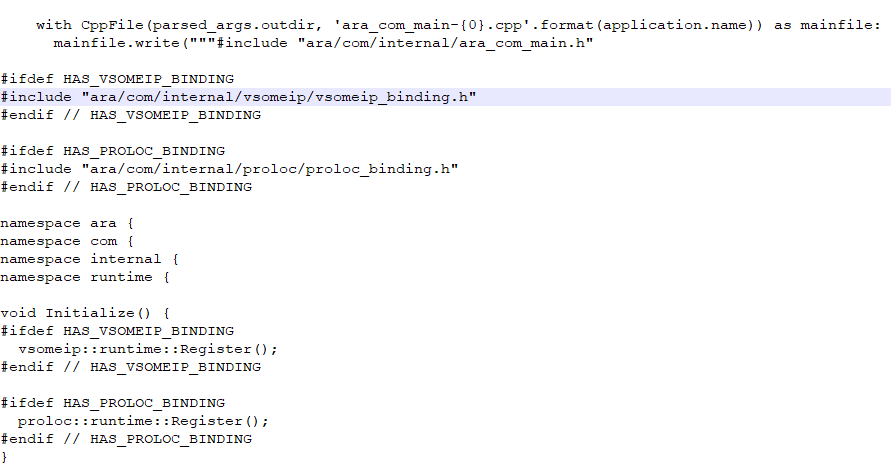 with CppFile(parsed_args.outdir, 'ara_com_main-{0}.cpp'.format(application.name)) as mainfile:
mainfile.write("""#include "ara/com/internal/ara_com_main.h"
#ifdef HAS_VSOMEIP_BINDING
#include "ara/com/internal/vsomeip/vsomeip_binding.h"
#endif // HAS_VSOMEIP_BINDING
#ifdef HAS_PROLOC_BINDING
#include "ara/com/internal/proloc/proloc_binding.h"
#endif // HAS_PROLOC_BINDING
namespace ara {
namespace com {
namespace internal {
namespace runtime {
void Initialize() {
#ifdef HAS_VSOMEIP_BINDING
vsomeip::runtime::Register();
#endif // HAS_VSOMEIP_BINDING
#ifdef HAS_PROLOC_BINDING
proloc::runtime::Register();
#endif // HAS_PROLOC_BINDING
}